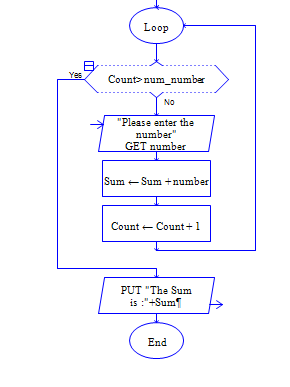 Loop
Count>num_number
Yes
No
"Please enter the
number"
GET number
Sum ← Sum +number
Count ← Count + 1
PUT "The Sum
is :"+Sum¶
End